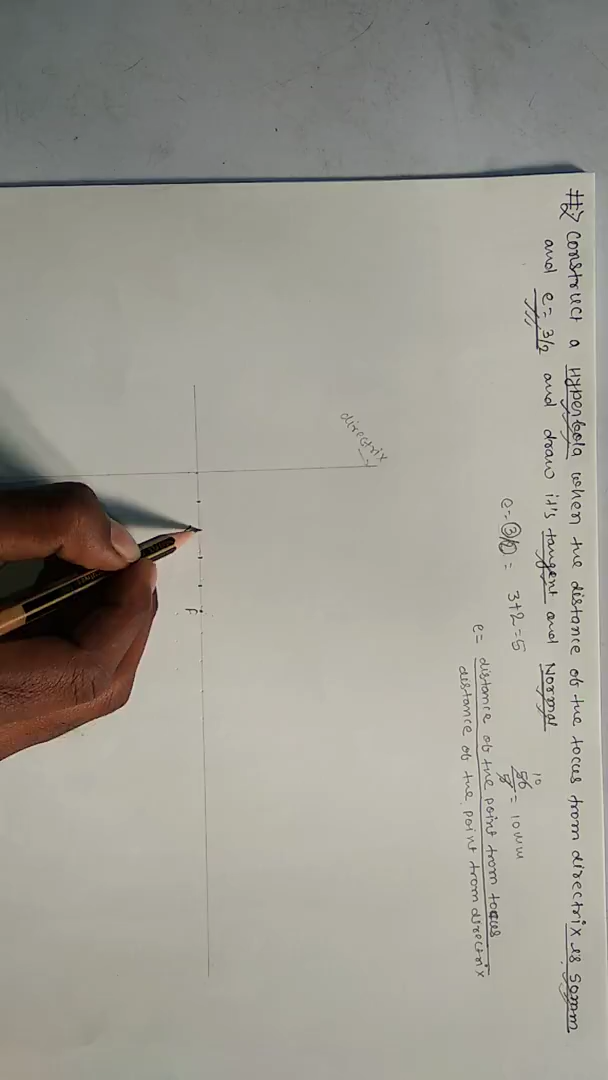 #2> Construct a Hyperbola when the distance of the focus from directrix is 50mm
and e = 3/2 and draw it's tangent and Normal
e = 3/2 = 3+2=5
50/5 = 10mm
10
e = distance of the point from focus
distance of the point from directrix
directrix
F